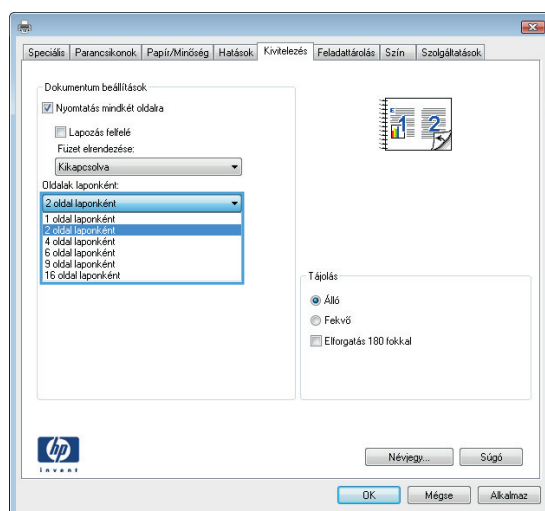 Speciális Parancsikonok Papír/Minőség Hatások Kivitelezés Feladattárolás Szín Szolgáltatások
Dokumentum beállítások
Nyomtatás mindkét oldalra
Lapozás felfelé
Füzet elrendezése:
Kikapcsolva
Oldalak laponként:
2 oldal laponként
1 oldal laponként
2 oldal laponként
4 oldal laponként
6 oldal laponként
9 oldal laponként
16 oldal laponként
1 2
Tájolás
Álló
Fekvő
Elforgatás 180 fokkal
hp
invent
Névjegy... Súgó
OK Mégse Alkalmaz